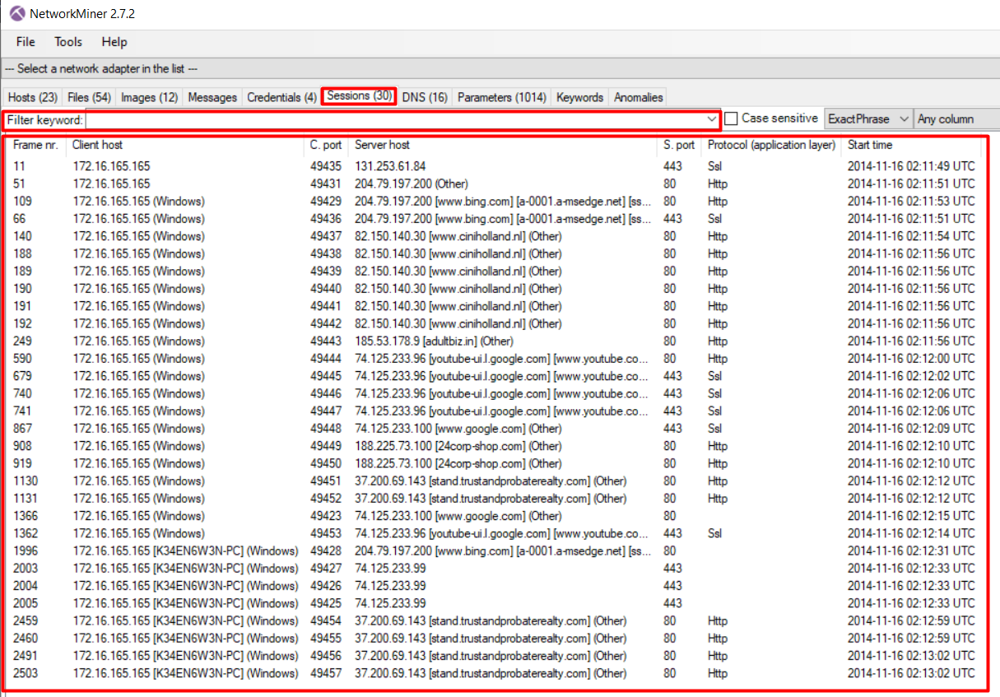 NetworkMiner 2.7.2
File Tools Help
--- Select a network adapter in the list ---
Hosts (23) Files (54) Images (12) Messages Credentials (4) Sessions (30) DNS (16) Parameters (1014) Keywords Anomalies
Filter keyword: Case sensitive ExactPhrase Any column
Frame nr. Client host C. port Server host S. port Protocol (application layer) Start time
11 172.16.165.165 49435 131.253.61.84 443 Ssl 2014-11-16 02:11:49 UTC
51 172.16.165.165 49431 204.79.197.200 (Other) 80 Http 2014-11-16 02:11:51 UTC
109 172.16.165.165 (Windows) 49429 204.79.197.200 [www.bing.com] [a-0001.a-msedge.net] [ss... 80 Http 2014-11-16 02:11:53 UTC
66 172.16.165.165 (Windows) 49436 204.79.197.200 [www.bing.com] [a-0001.a-msedge.net] [ss... 443 Ssl 2014-11-16 02:11:51 UTC
140 172.16.165.165 (Windows) 49437 82.150.140.30 [www.ciniholland.nl] (Other) 80 Http 2014-11-16 02:11:54 UTC
188 172.16.165.165 (Windows) 49438 82.150.140.30 [www.ciniholland.nl] (Other) 80 Http 2014-11-16 02:11:56 UTC
189 172.16.165.165 (Windows) 49439 82.150.140.30 [www.ciniholland.nl] (Other) 80 Http 2014-11-16 02:11:56 UTC
190 172.16.165.165 (Windows) 49440 82.150.140.30 [www.ciniholland.nl] (Other) 80 Http 2014-11-16 02:11:56 UTC
191 172.16.165.165 (Windows) 49441 82.150.140.30 [www.ciniholland.nl] (Other) 80 Http 2014-11-16 02:11:56 UTC
192 172.16.165.165 (Windows) 49442 82.150.140.30 [www.ciniholland.nl] (Other) 80 Http 2014-11-16 02:11:56 UTC
249 172.16.165.165 (Windows) 49443 185.53.178.9 [adultbiz.in] (Other) 80 Http 2014-11-16 02:11:56 UTC
590 172.16.165.165 (Windows) 49444 74.125.233.96 [youtube-ui.l.google.com] [www.youtube.co... 80 Http 2014-11-16 02:12:00 UTC
679 172.16.165.165 (Windows) 49445 74.125.233.96 [youtube-ui.l.google.com] [www.youtube.co... 443 Ssl 2014-11-16 02:12:02 UTC
740 172.16.165.165 (Windows) 49446 74.125.233.96 [youtube-ui.l.google.com] [www.youtube.co... 443 Ssl 2014-11-16 02:12:06 UTC
741 172.16.165.165 (Windows) 49447 74.125.233.96 [youtube-ui.l.google.com] [www.youtube.co... 443 Ssl 2014-11-16 02:12:06 UTC
867 172.16.165.165 (Windows) 49448 74.125.233.100 [www.google.com] (Other) 443 Ssl 2014-11-16 02:12:09 UTC
908 172.16.165.165 (Windows) 49449 188.225.73.100 [24corp-shop.com] (Other) 80 Http 2014-11-16 02:12:10 UTC
919 172.16.165.165 (Windows) 49450 188.225.73.100 [24corp-shop.com] (Other) 80 Http 2014-11-16 02:12:10 UTC
1130 172.16.165.165 (Windows) 49451 37.200.69.143 [stand.trustandprobaterealty.com] (Other) 80 Http 2014-11-16 02:12:12 UTC
1131 172.16.165.165 (Windows) 49452 37.200.69.143 [stand.trustandprobaterealty.com] (Other) 80 Http 2014-11-16 02:12:12 UTC
1366 172.16.165.165 (Windows) 49423 74.125.233.100 [www.google.com] (Other) 80 2014-11-16 02:12:15 UTC
1362 172.16.165.165 (Windows) 49453 74.125.233.96 [youtube-ui.l.google.com] [www.youtube.co... 443 Ssl 2014-11-16 02:12:14 UTC
1996 172.16.165.165 [K34EN6W3N-PC] (Windows) 49428 204.79.197.200 [www.bing.com] [a-0001.a-msedge.net] [ss... 80 2014-11-16 02:12:31 UTC
2003 172.16.165.165 [K34EN6W3N-PC] (Windows) 49427 74.125.233.99 443 2014-11-16 02:12:33 UTC
2004 172.16.165.165 [K34EN6W3N-PC] (Windows) 49426 74.125.233.99 443 2014-11-16 02:12:33 UTC
2005 172.16.165.165 [K34EN6W3N-PC] (Windows) 49425 74.125.233.99 443 2014-11-16 02:12:33 UTC
2459 172.16.165.165 [K34EN6W3N-PC] (Windows) 49454 37.200.69.143 [stand.trustandprobaterealty.com] (Other) 80 Http 2014-11-16 02:12:59 UTC
2460 172.16.165.165 [K34EN6W3N-PC] (Windows) 49455 37.200.69.143 [stand.trustandprobaterealty.com] (Other) 80 Http 2014-11-16 02:12:59 UTC
2491 172.16.165.165 [K34EN6W3N-PC] (Windows) 49456 37.200.69.143 [stand.trustandprobaterealty.com] (Other) 80 Http 2014-11-16 02:13:02 UTC
2503 172.16.165.165 [K34EN6W3N-PC] (Windows) 49457 37.200.69.143 [stand.trustandprobaterealty.com] (Other) 80 Http 2014-11-16 02:13:02 UTC